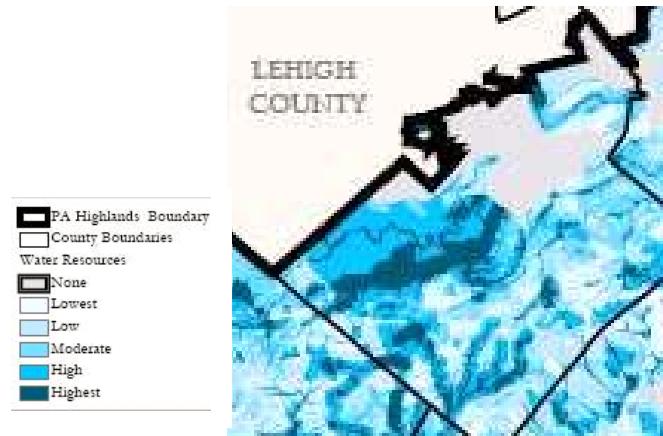 LEHIGH
COUNTY
PA Highlands Boundary
County Boundaries
Water Resources
None
Lowest
Low
Moderate
High
Highest